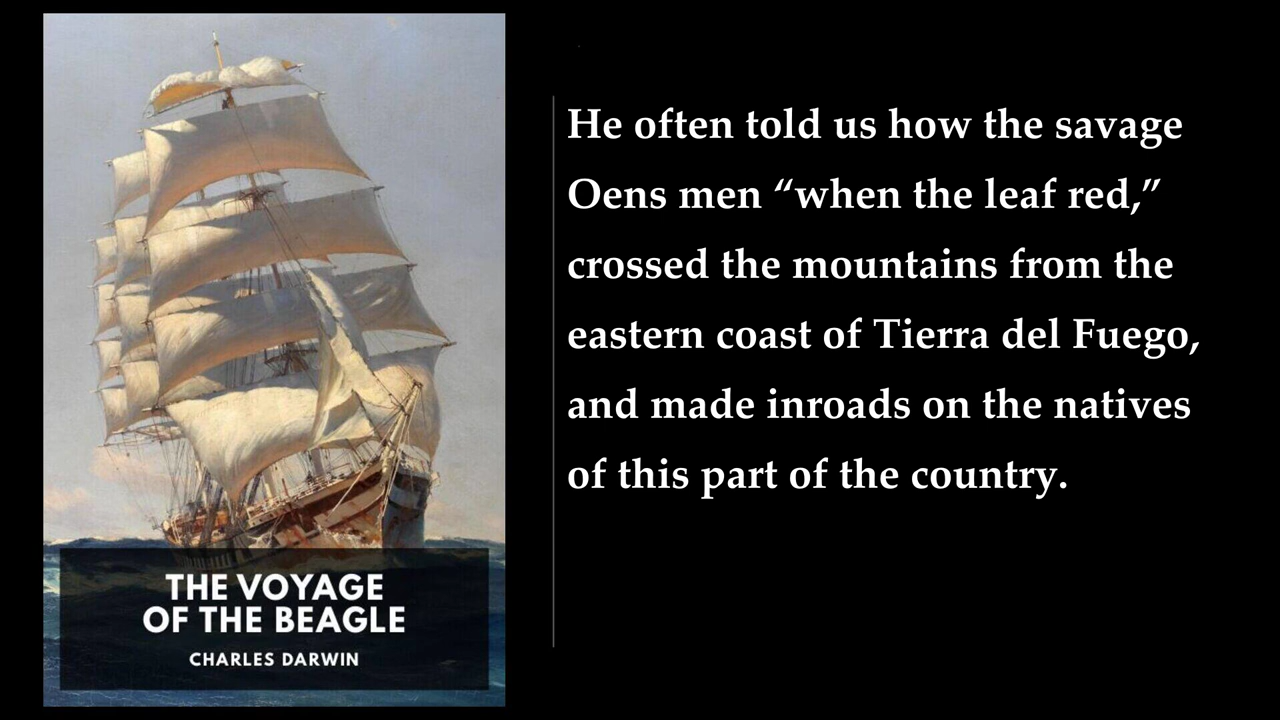 THE VOYAGE
OF THE BEAGLE
CHARLES DARWIN
He often told us how the savage
Oens men “when the leaf red,”
crossed the mountains from the
eastern coast of Tierra del Fuego,
and made inroads on the natives
of this part of the country.